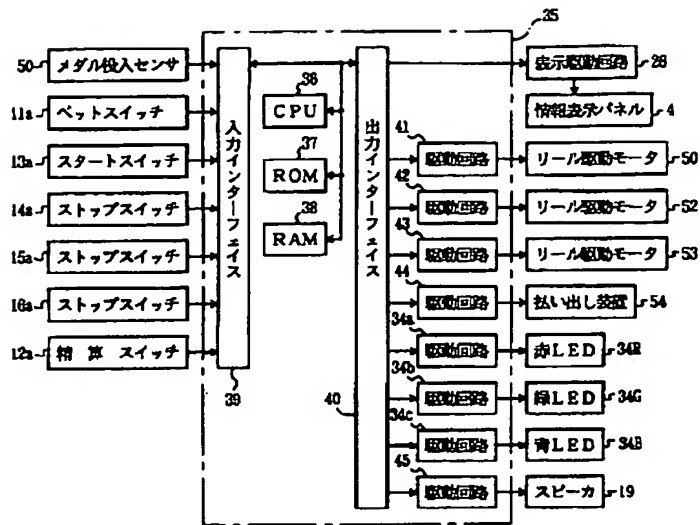 35
50 メダル投入センサ
11a ベットスイッチ
13a スタートスイッチ
14a ストップスイッチ
15a ストップスイッチ
16a ストップスイッチ
12a 精算 スイッチ
入力インターフェイス
39
36
CPU
37
ROM
38
RAM
出力インターフェイス
40
表示駆動回路 28
情報表示パネル 4
41
駆動回路 リール駆動モータ 50
42
駆動回路 リール駆動モータ 52
43
駆動回路 リール駆動モータ 53
44
駆動回路 払い出し装置 54
34a
駆動回路 赤LED 34R
34b
駆動回路 緑LED 34G
34c
駆動回路 青LED 34B
45
駆動回路 スピーカ 19